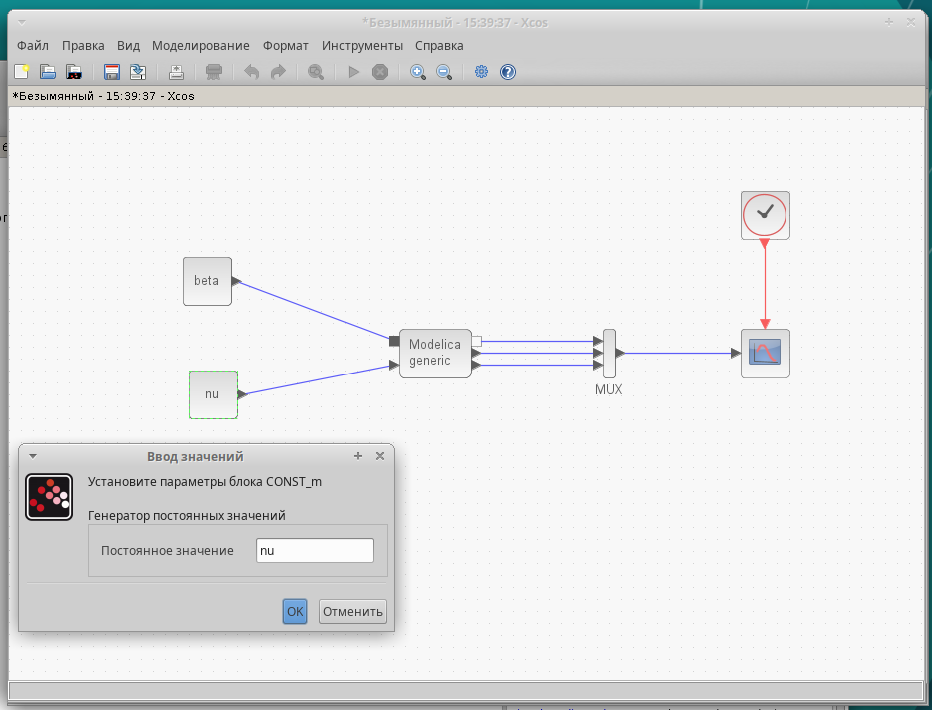 *Безымянный - 15:39:37 - Xcos
Файл Правка Вид Моделирование Формат Инструменты Справка
*Безымянный - 15:39:37 - Xcos
beta
Modelica
generic
nu
MUX
Ввод значений
Установите параметры блока CONST_m
Генератор постоянных значений
Постоянное значение nu
OK Отменить